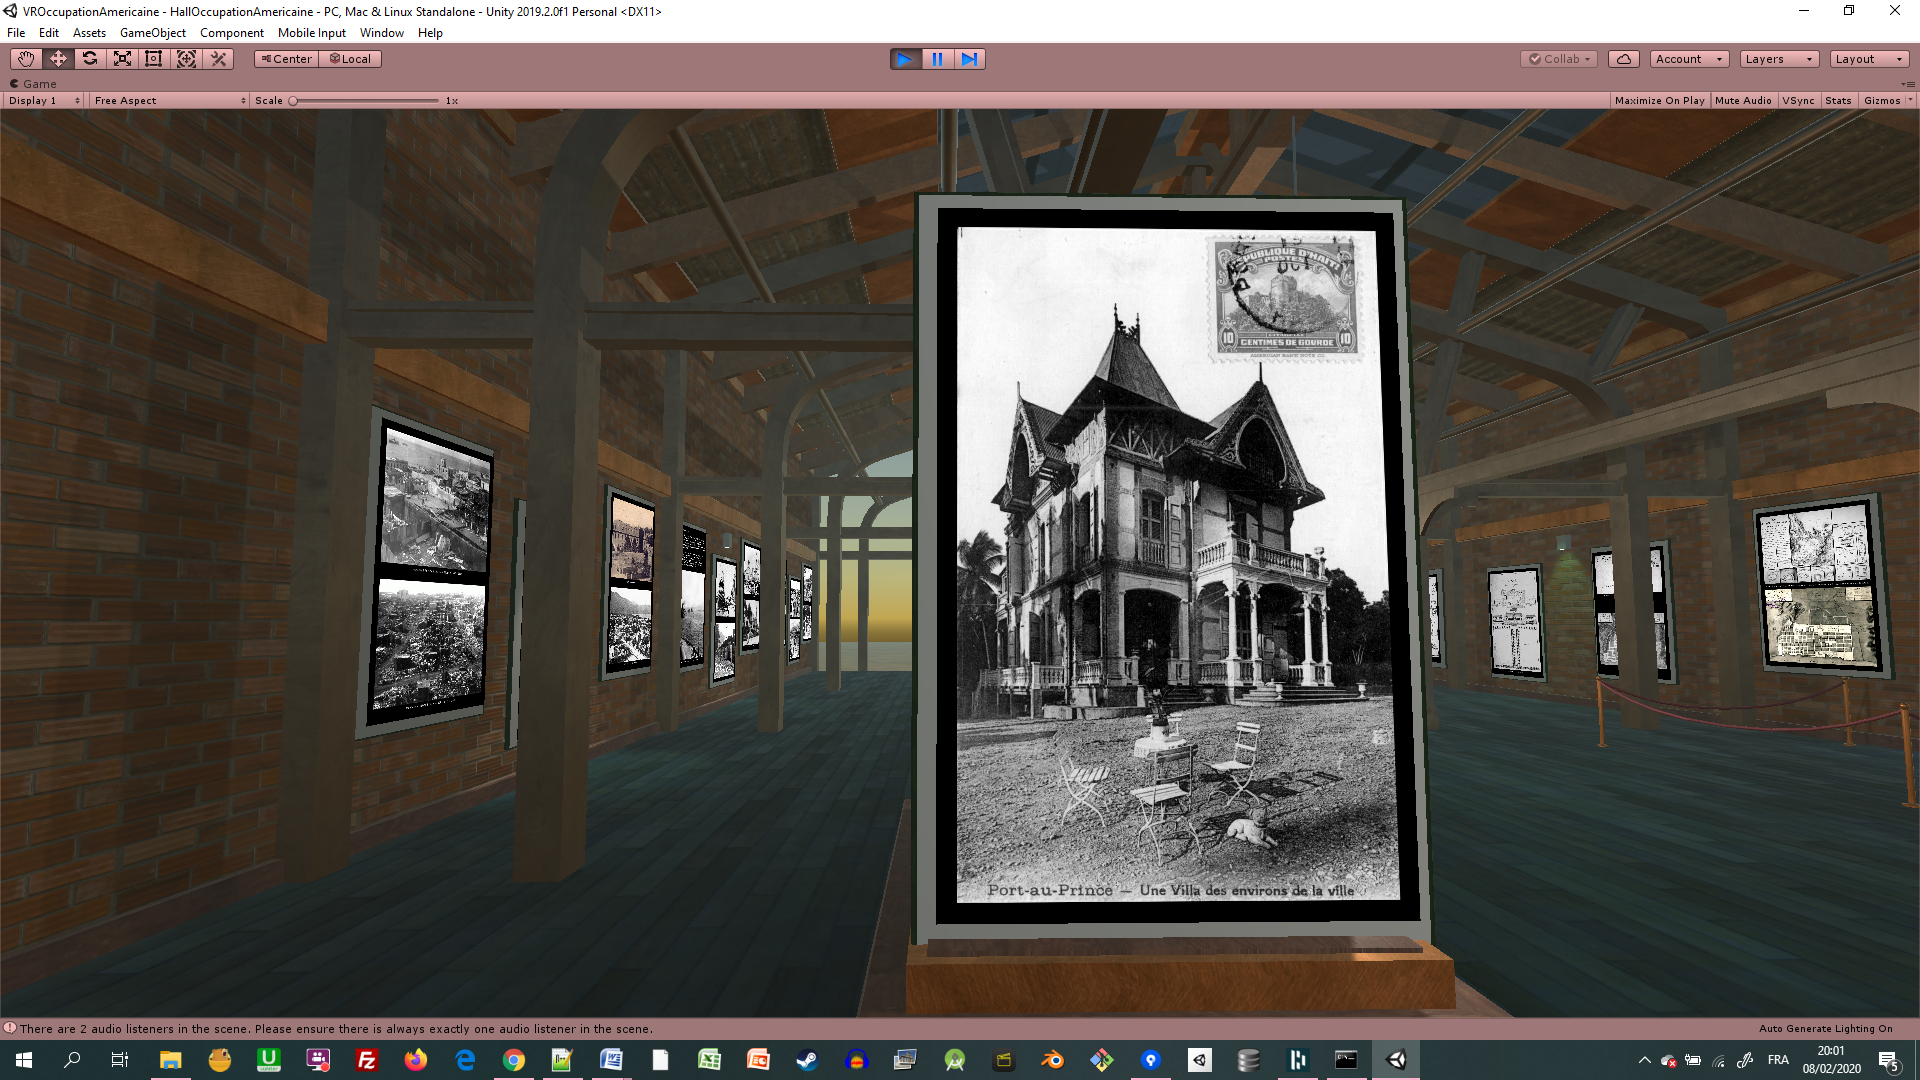 VROccupationAmericaine - HallOccupationAmericaine - PC, Mac & Linux Standalone - Unity 2019.2.0f1 Personal <DX11>
File Edit Assets GameObject Component Mobile Input Window Help
Center Local Collab Account Layers Layout
Game
Display 1 Free Aspect Scale 1x Maximize On Play Mute Audio VSync Stats Gizmos
REPUBLIQUE D'HAITI
POSTES
10 CENTIMES DE GOURDE 10
AMERICAN BANK NOTE CO.
Port-au-Prince — Une Villa des environs de la ville
There are 2 audio listeners in the scene. Please ensure there is always exactly one audio listener in the scene.
Auto Generate Lighting On
FRA
20:01
08/02/2020
5